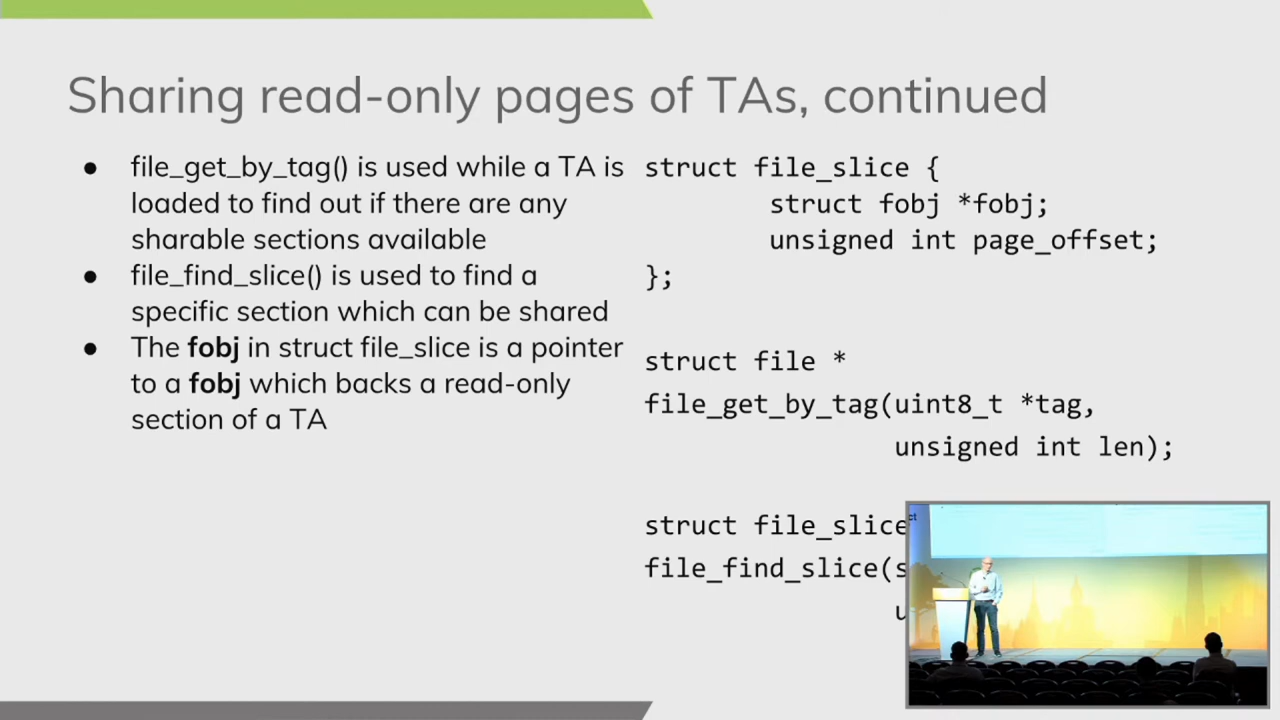 Sharing read-only pages of TAs, continued
● file_get_by_tag() is used while a TA is
loaded to find out if there are any
sharable sections available
● file_find_slice() is used to find a
specific section which can be shared
● The fobj in struct file_slice is a pointer
to a fobj which backs a read-only
section of a TA
struct file_slice {
struct fobj *fobj;
unsigned int page_offset;
};
struct file *
file_get_by_tag(uint8_t *tag,
unsigned int len);
struct file_slice
file_find_slice(s
u